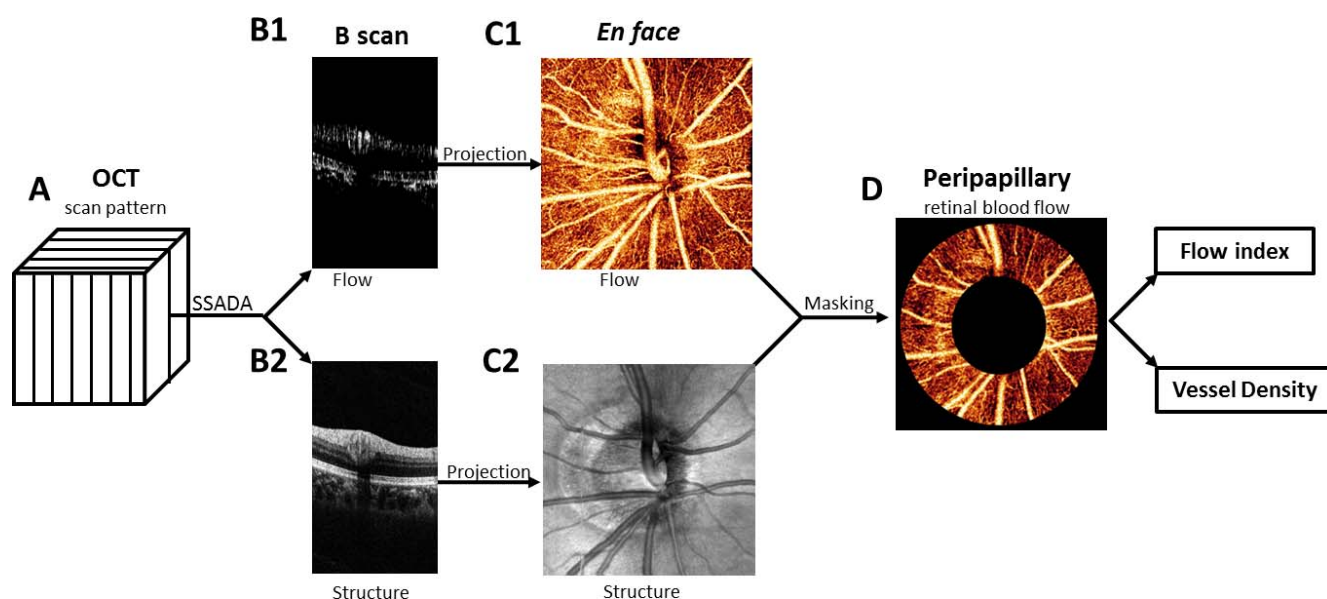 A
OCT
scan pattern
SSADA
B1
B scan
Flow
B2
Structure
Projection
Projection
C1
En face
Flow
C2
Structure
Masking
D
Peripapillary
retinal blood flow
Flow index
Vessel Density